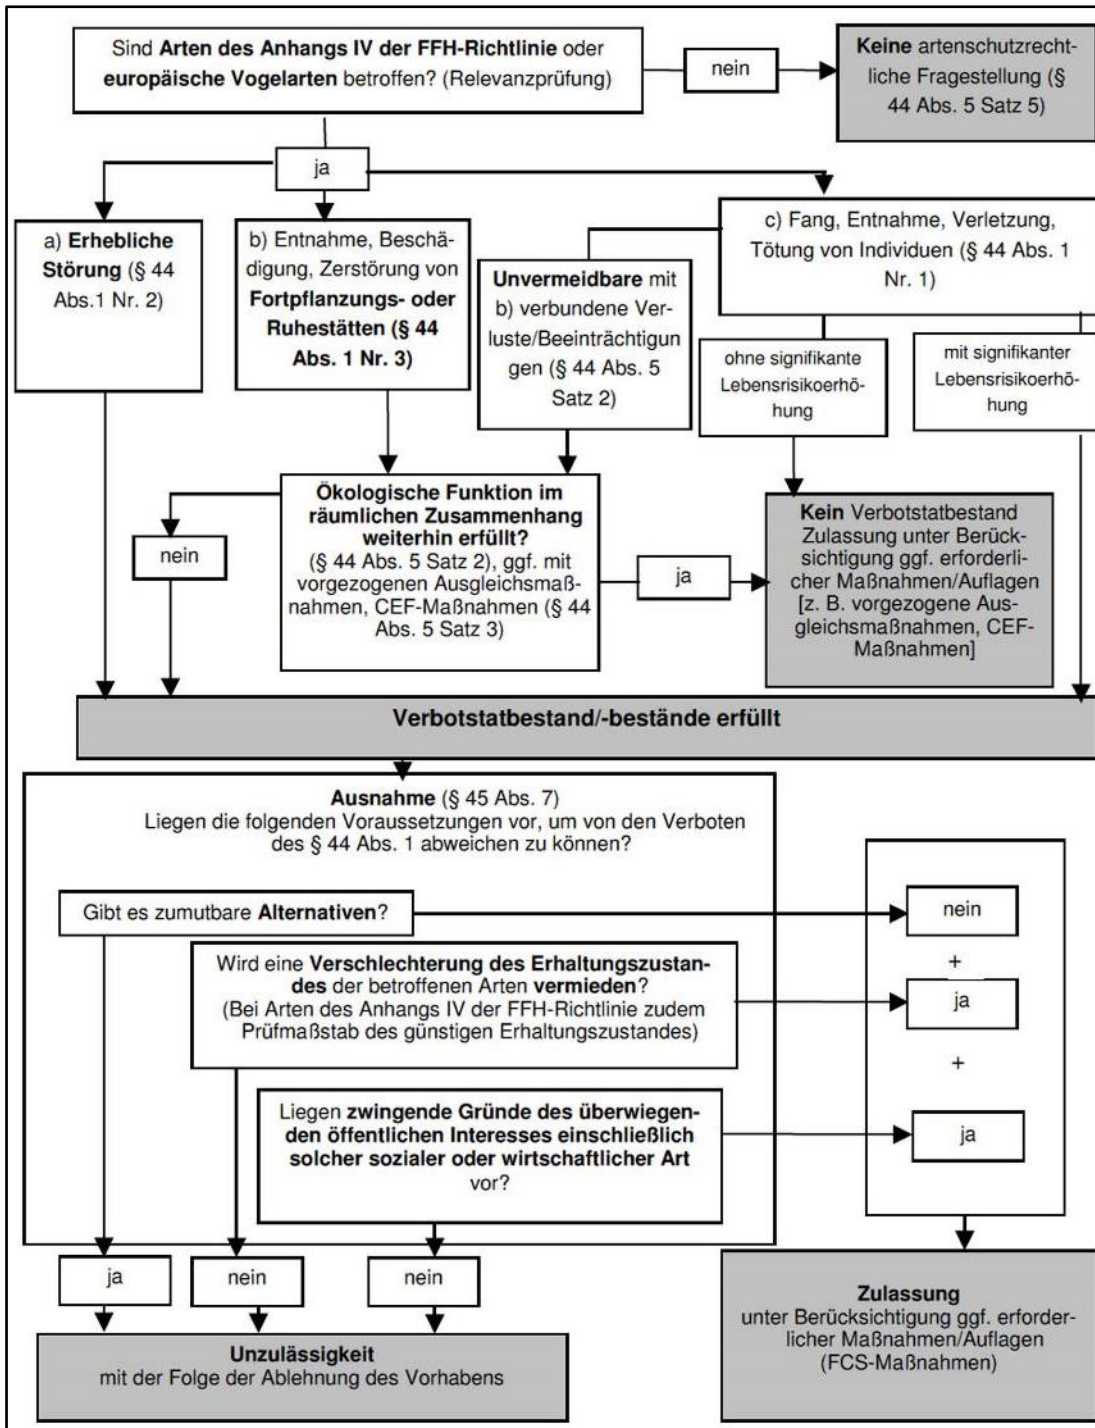 Sind Arten des Anhangs IV der FFH-Richtlinie oder
europäische Vogelarten betroffen? (Relevanzprüfung)
nein
Keine artenschutzrecht-
liche Fragestellung (§
44 Abs. 5 Satz 5)
ja
a) Erhebliche
Störung (§ 44
Abs.1 Nr. 2)
b) Entnahme, Beschä-
digung, Zerstörung von
Fortpflanzungs- oder
Ruhestätten (§ 44
Abs. 1 Nr. 3)
Unvermeidbare mit
b) verbundene Ver-
luste/Beeinträchtigun
gen (§ 44 Abs. 5
Satz 2)
c) Fang, Entnahme, Verletzung,
Tötung von Individuen (§ 44 Abs. 1
Nr. 1)
ohne signifikante
Lebensrisikoerhö-
hung
mit signifikanter
Lebensrisikoerhö-
hung
Ökologische Funktion im
räumlichen Zusammenhang
weiterhin erfüllt?
(§ 44 Abs. 5 Satz 2), ggf. mit
vorgezogenen Ausgleichsmaß-
nahmen, CEF-Maßnahmen (§ 44
Abs. 5 Satz 3)
nein
ja
Kein Verbotstatbestand
Zulassung unter Berück-
sichtigung ggf. erforderli-
cher Maßnahmen/Auflagen
[z. B. vorgezogene Aus-
gleichsmaßnahmen, CEF-
Maßnahmen]
Verbotstatbestand/-bestände erfüllt
Ausnahme (§ 45 Abs. 7)
Liegen die folgenden Voraussetzungen vor, um von den Verboten
des § 44 Abs. 1 abweichen zu können?
Gibt es zumutbare Alternativen?
nein
+
Wird eine Verschlechterung des Erhaltungszustan-
des der betroffenen Arten vermieden?
(Bei Arten des Anhangs IV der FFH-Richtlinie zudem
Prüfmaßstab des günstigen Erhaltungszustandes)
ja
+
Liegen zwingende Gründe des überwiegen-
den öffentlichen Interesses einschließlich
solcher sozialer oder wirtschaftlicher Art
vor?
ja
ja
nein
nein
Unzulässigkeit
mit der Folge der Ablehnung des Vorhabens
Zulassung
unter Berücksichtigung ggf. erforder-
licher Maßnahmen/Auflagen
(FCS-Maßnahmen)